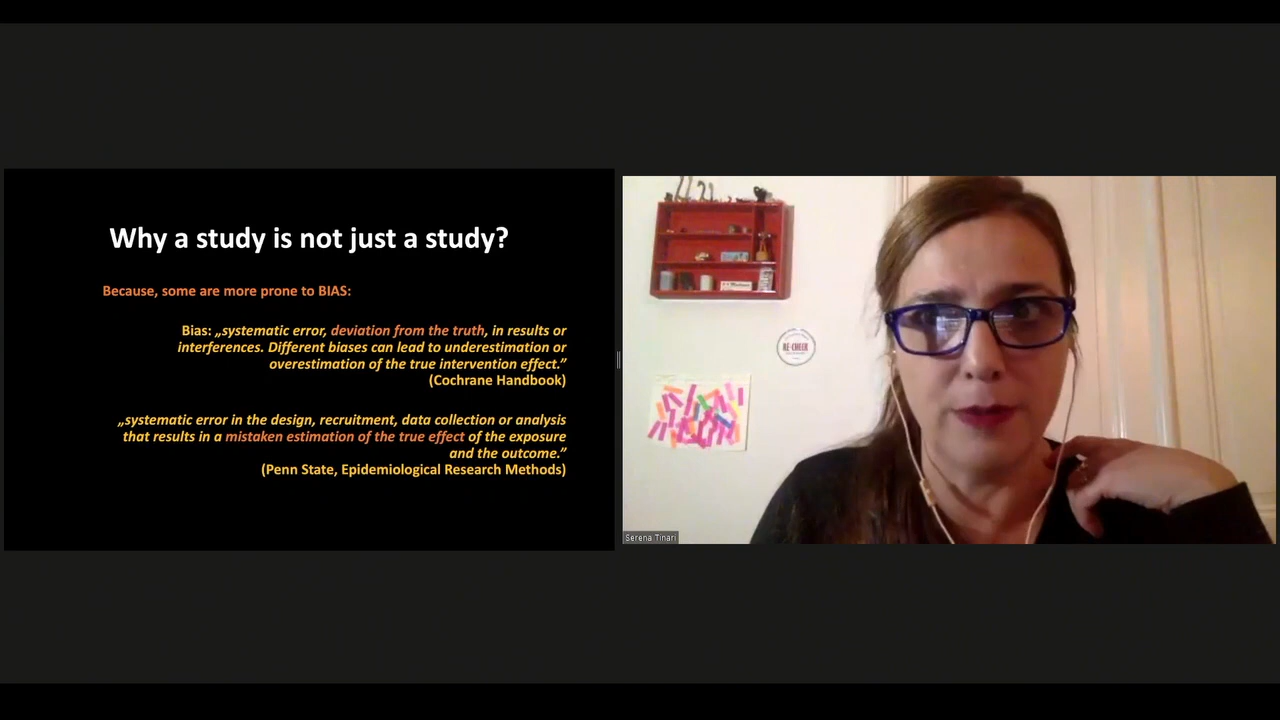 Why a study is not just a study?
Because, some are more prone to BIAS:
Bias: „systematic error, deviation from the truth, in results or
interferences. Different biases can lead to underestimation or
overestimation of the true intervention effect.”
(Cochrane Handbook)
„systematic error in the design, recruitment, data collection or analysis
that results in a mistaken estimation of the true effect of the exposure
and the outcome.”
(Penn State, Epidemiological Research Methods)
RE-CHECK
Serena Tinari